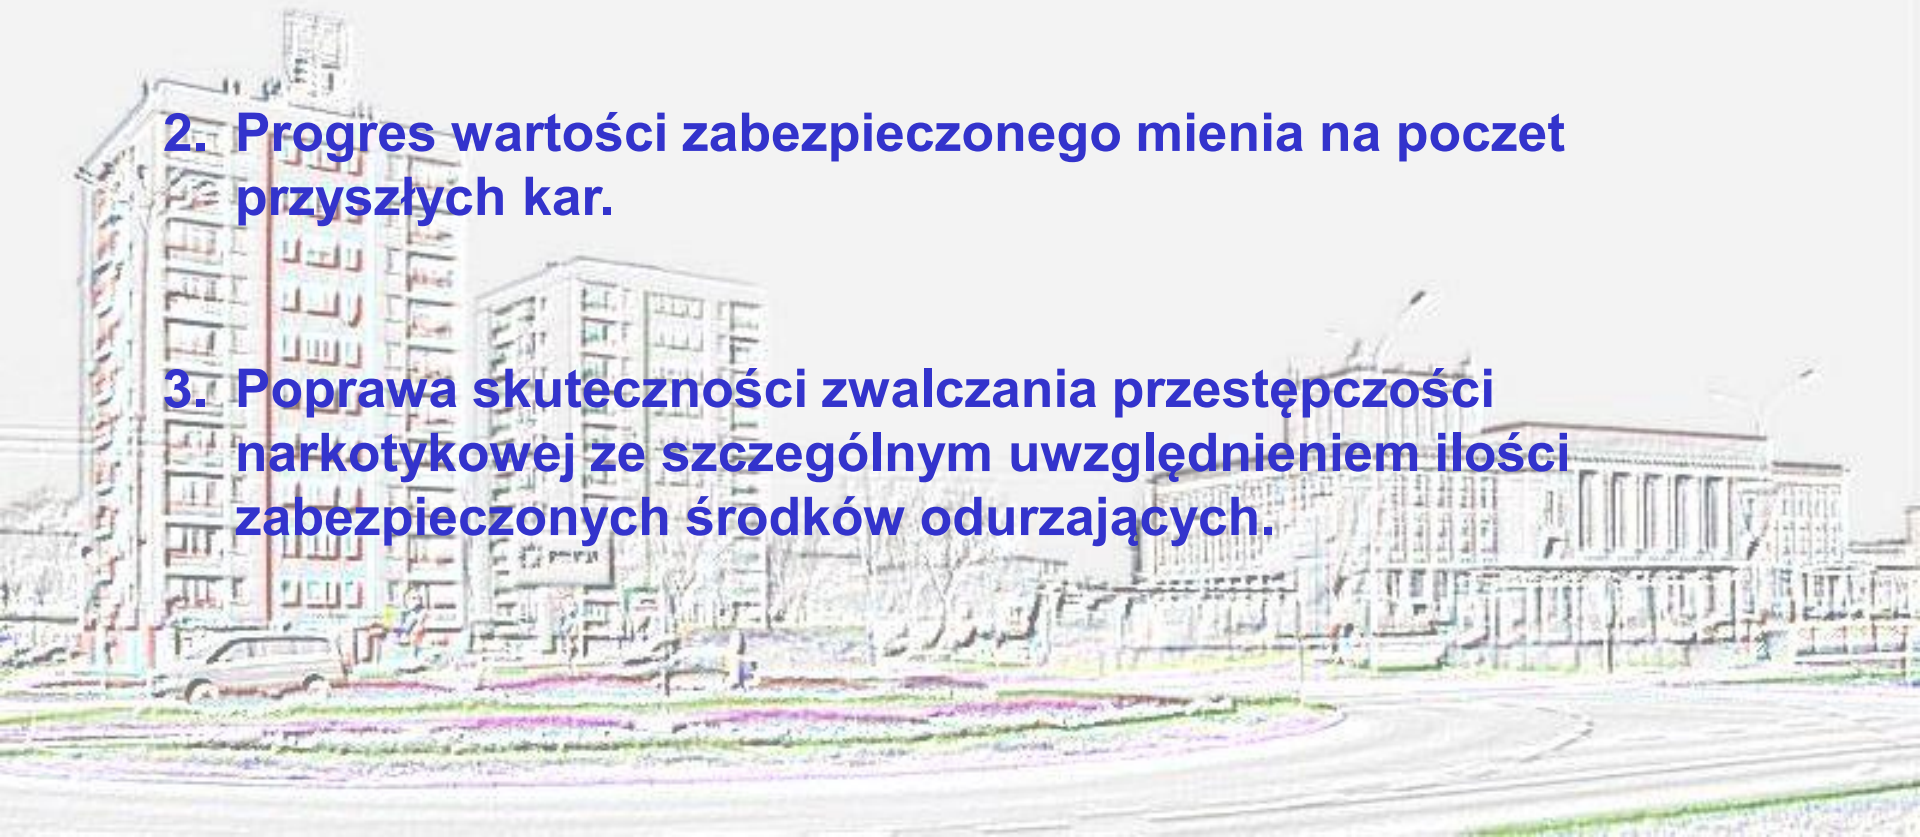 2. Progres wartości zabezpieczonego mienia na poczet
przyszłych kar.
3. Poprawa skuteczności zwalczania przestępczości
narkotykowej ze szczególnym uwzględnieniem ilości
zabezpieczonych środków odurzających.